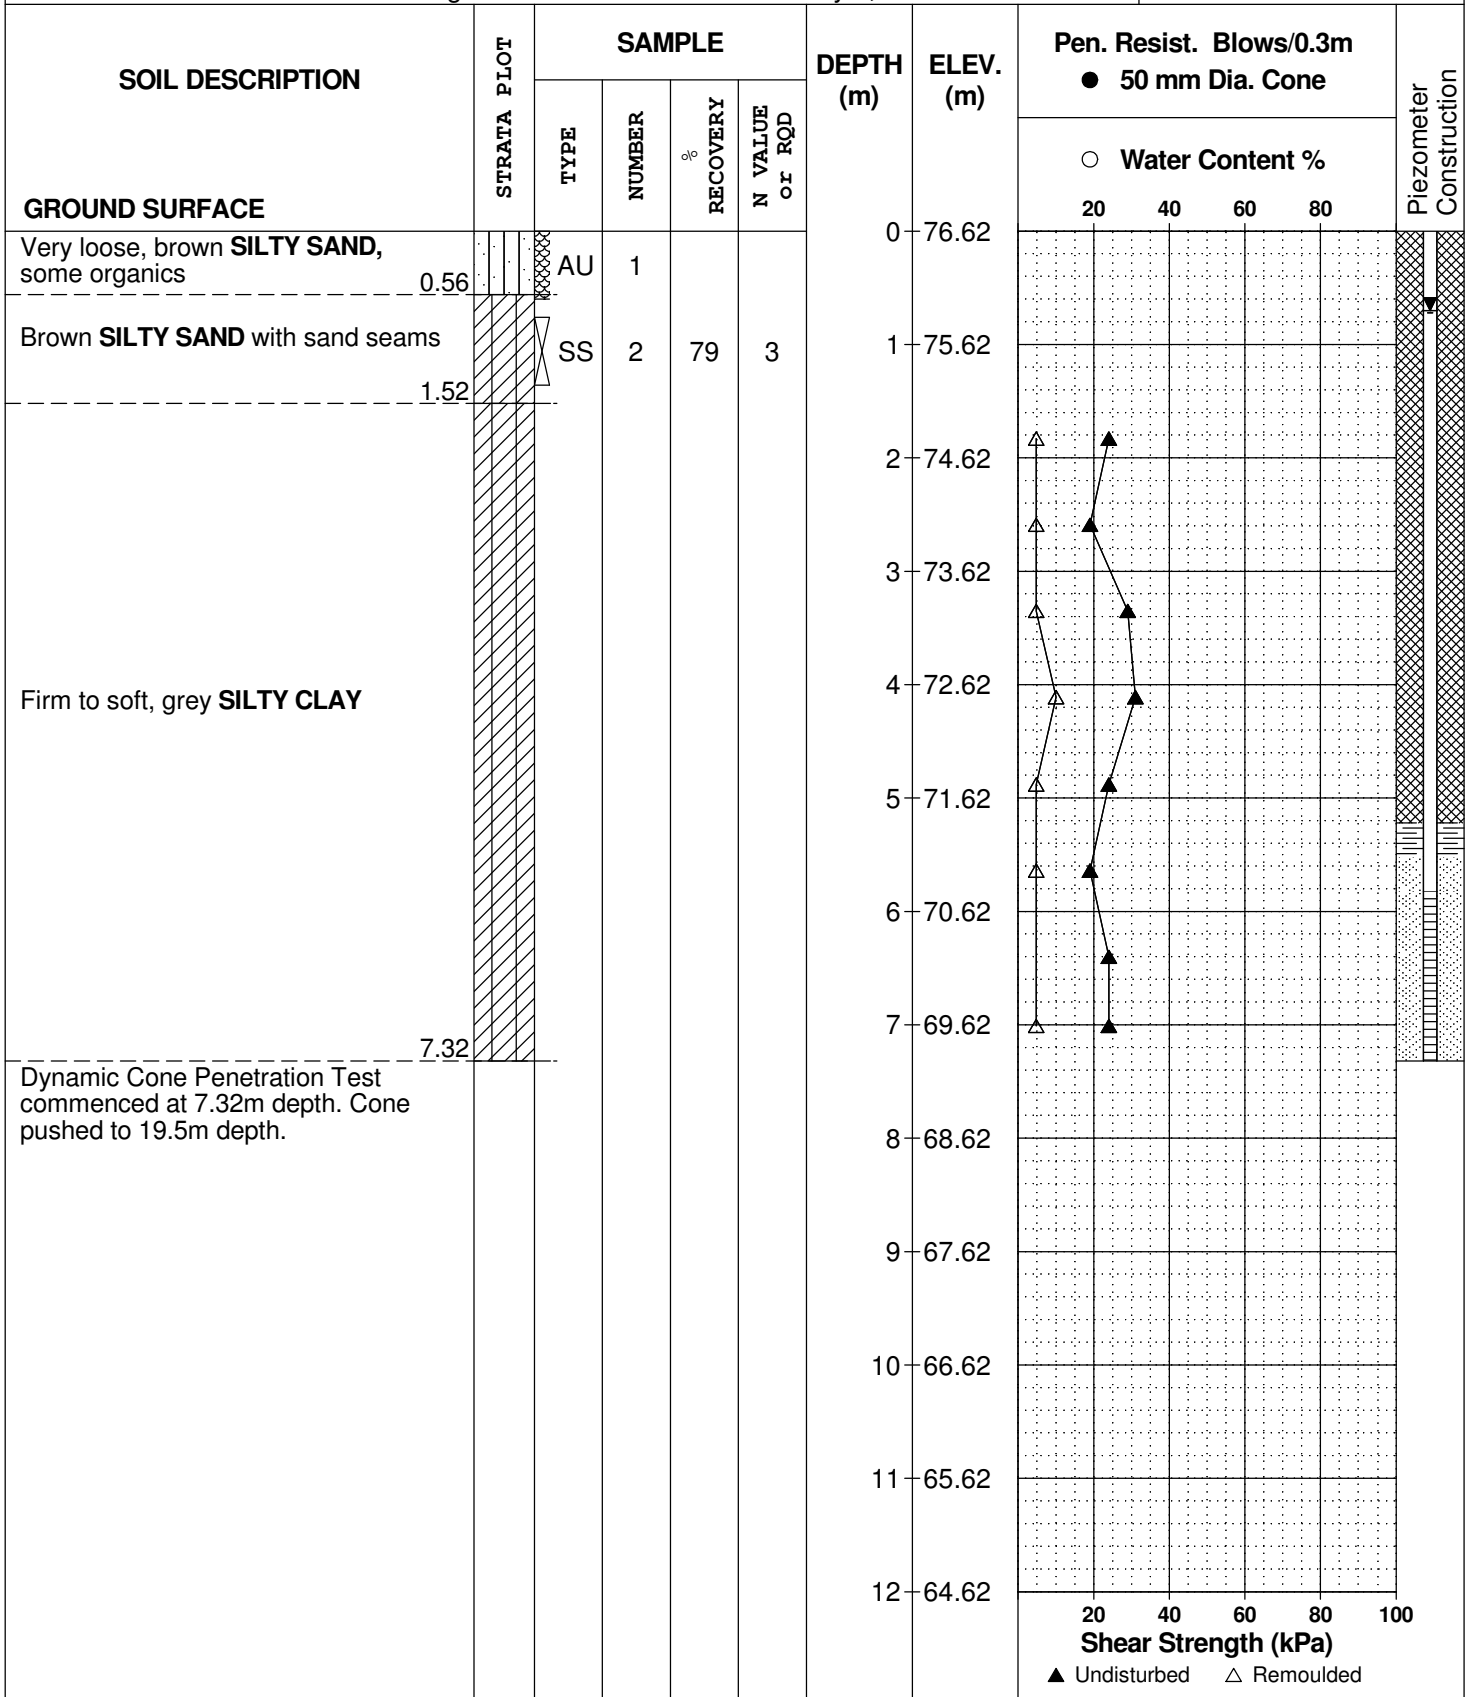 SOIL DESCRIPTION
GROUND SURFACE
STRATA PLOT
SAMPLE
TYPE
NUMBER
%
RECOVERY
N VALUE
or RQD
DEPTH
(m)
ELEV.
(m)
Pen. Resist. Blows/0.3m
● 50 mm Dia. Cone
○ Water Content %
20 40 60 80
Piezometer
Construction
Very loose, brown SILTY SAND,
some organics
0.56
AU 1
0 76.62
Brown SILTY SAND with sand seams
1.52
SS 2 79 3
1 75.62
2 74.62
3 73.62
Firm to soft, grey SILTY CLAY
4 72.62
5 71.62
6 70.62
7 69.62
7.32
Dynamic Cone Penetration Test
commenced at 7.32m depth. Cone
pushed to 19.5m depth.
8 68.62
9 67.62
10 66.62
11 65.62
12 64.62
20 40 60 80 100
Shear Strength (kPa)
▲ Undisturbed △ Remoulded